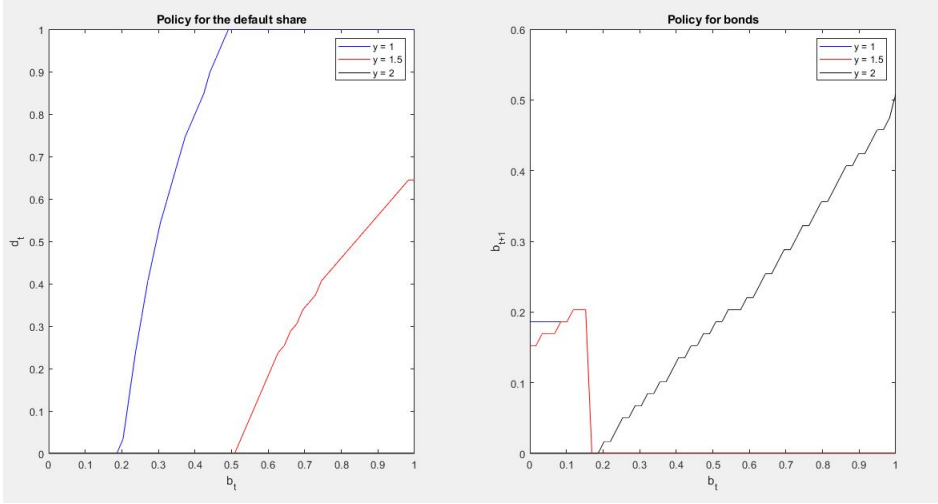 Policy for the default share
1
0.9
0.8
0.7
0.6
0.5
0.4
0.3
0.2
0.1
0
d_t
0 0.1 0.2 0.3 0.4 0.5 0.6 0.7 0.8 0.9 1
b_t
y = 1
y = 1.5
y = 2
Policy for bonds
0.6
0.5
0.4
0.3
0.2
0.1
0
b_{t+1}
0 0.1 0.2 0.3 0.4 0.5 0.6 0.7 0.8 0.9 1
b_t
y = 1
y = 1.5
y = 2